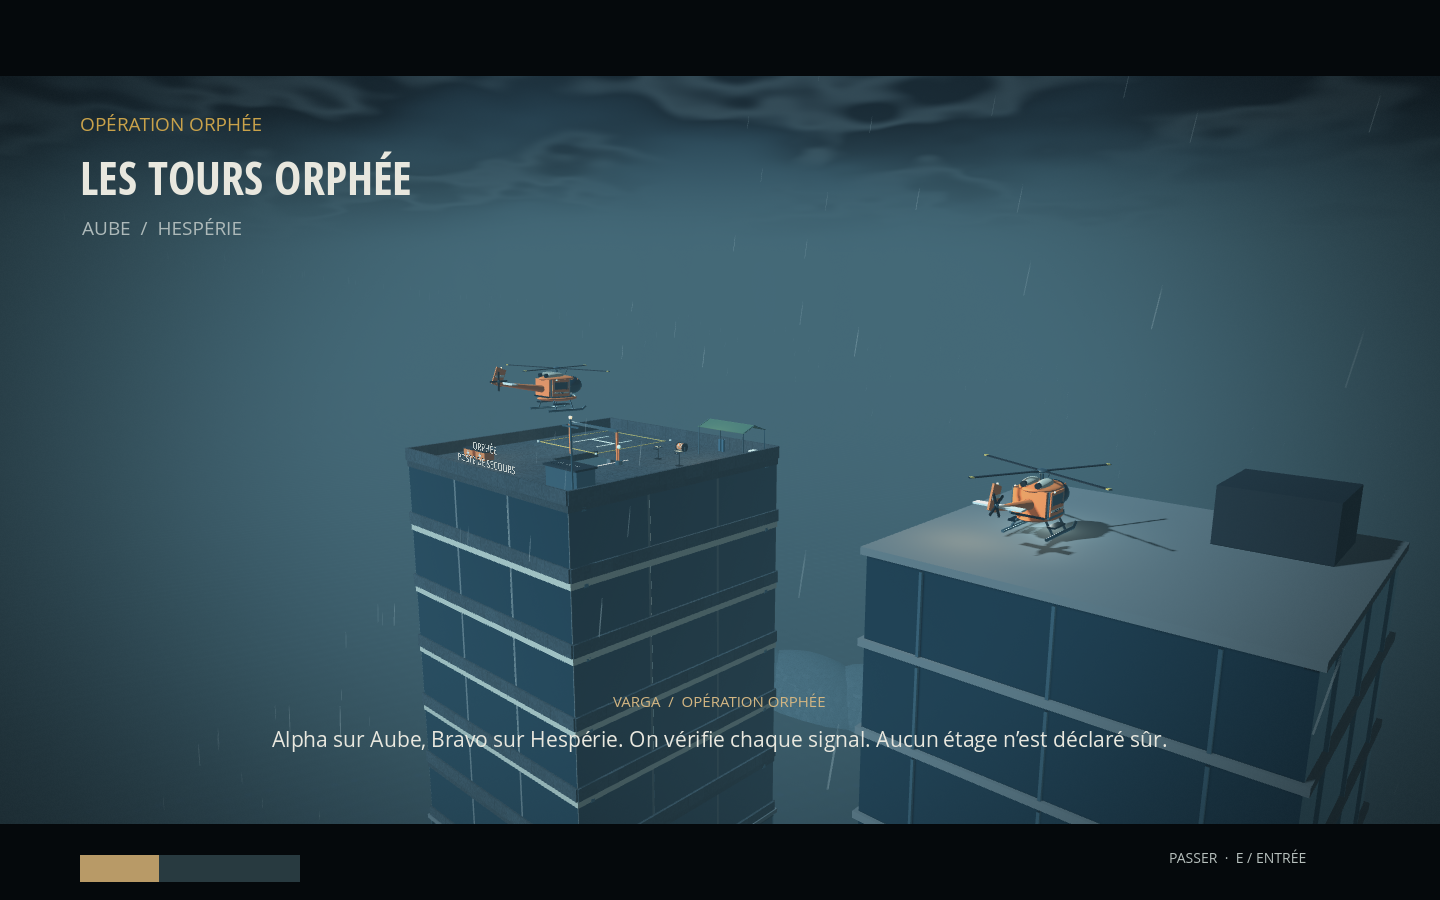 OPÉRATION ORPHÉE
LES TOURS ORPHÉE
AUBE / HESPÉRIE
ORPHÉE
POSTE DE SECOURS
VARGA / OPÉRATION ORPHÉE
Alpha sur Aube, Bravo sur Hespérie. On vérifie chaque signal. Aucun étage n’est déclaré sûr.
PASSER · E / ENTRÉE